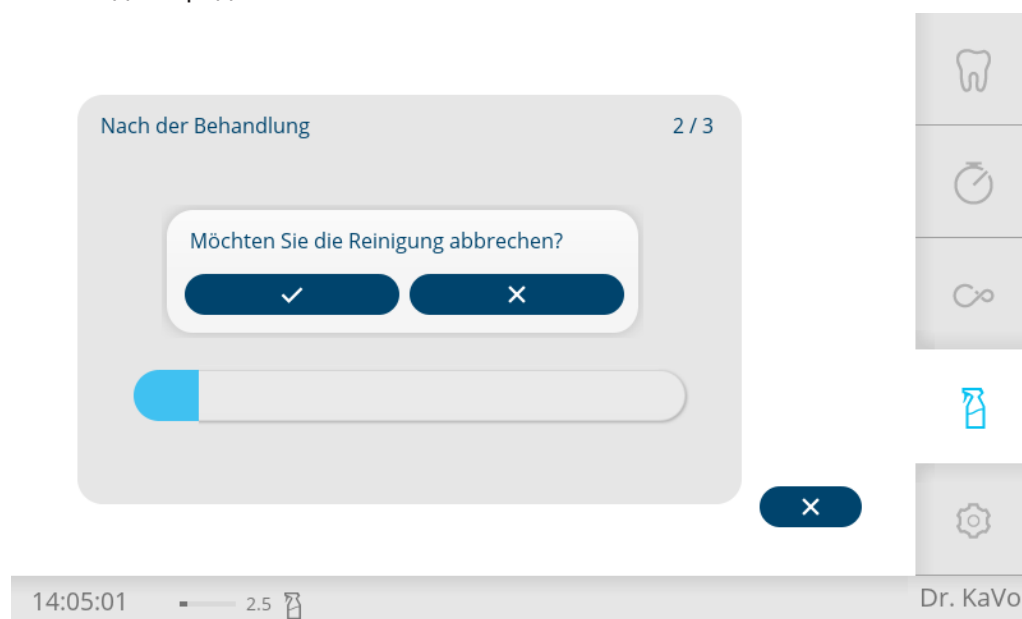 Nach der Behandlung 2 / 3
Möchten Sie die Reinigung abbrechen?
14:05:01 2.5 Dr. KaVo